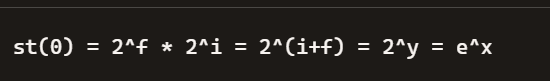 st(0) = 2^f * 2^i = 2^(i+f) = 2^y = e^x